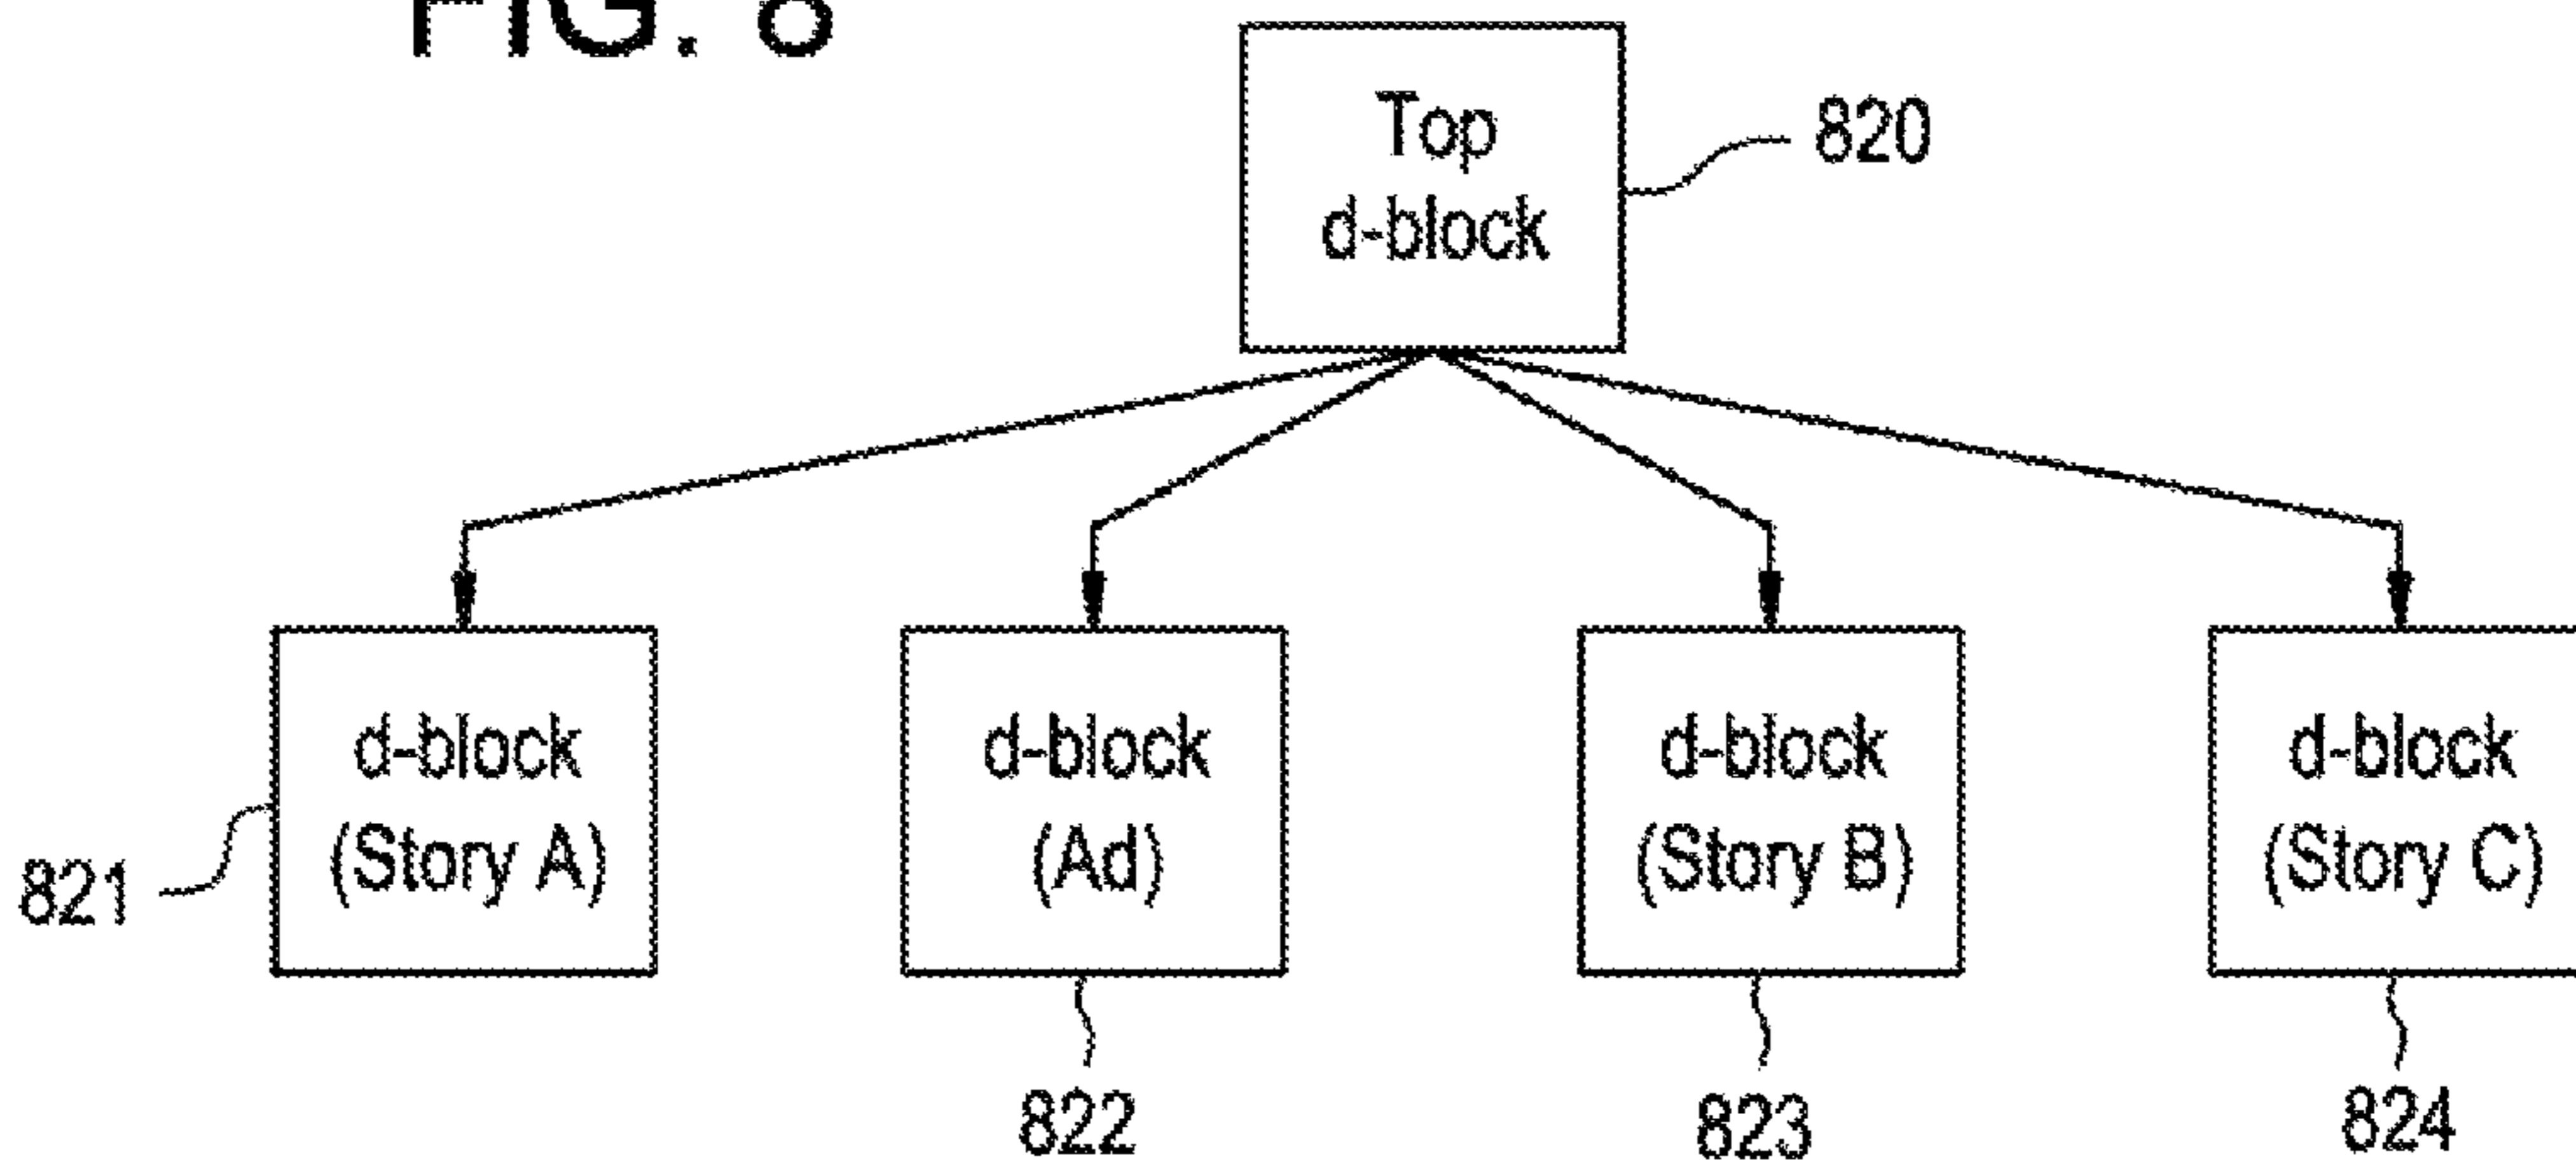 FIG. 8
Top
d-block
820
d-block
(Story A)
821
d-block
(Ad)
822
d-block
(Story B)
823
d-block
(Story C)
824